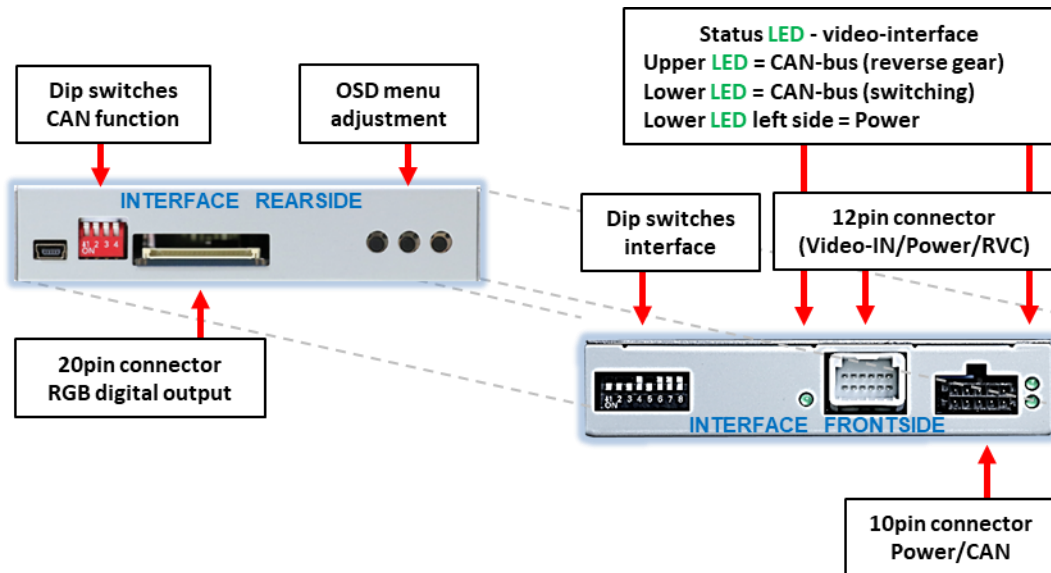 Status LED - video-interface
Upper LED = CAN-bus (reverse gear)
Lower LED = CAN-bus (switching)
Lower LED left side = Power
Dip switches
CAN function
OSD menu
adjustment
INTERFACE REARSIDE
1 2 3 4
ON
Dip switches
interface
12pin connector
(Video-IN/Power/RVC)
20pin connector
RGB digital output
1 2 3 4 5 6 7 8
ON
INTERFACE FRONTSIDE
10pin connector
Power/CAN